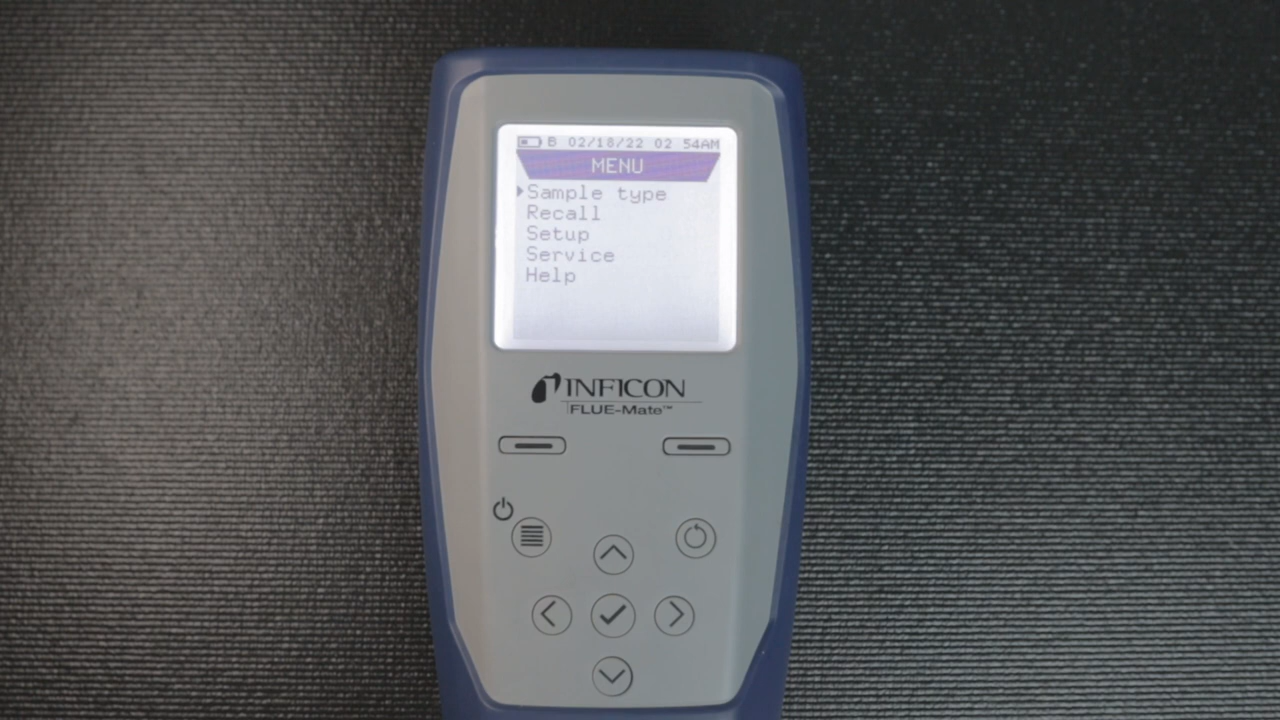 B 02/18/22 02 54AM
MENU
Sample type
Recall
Setup
Service
Help
INFICON
FLUE-Mate™